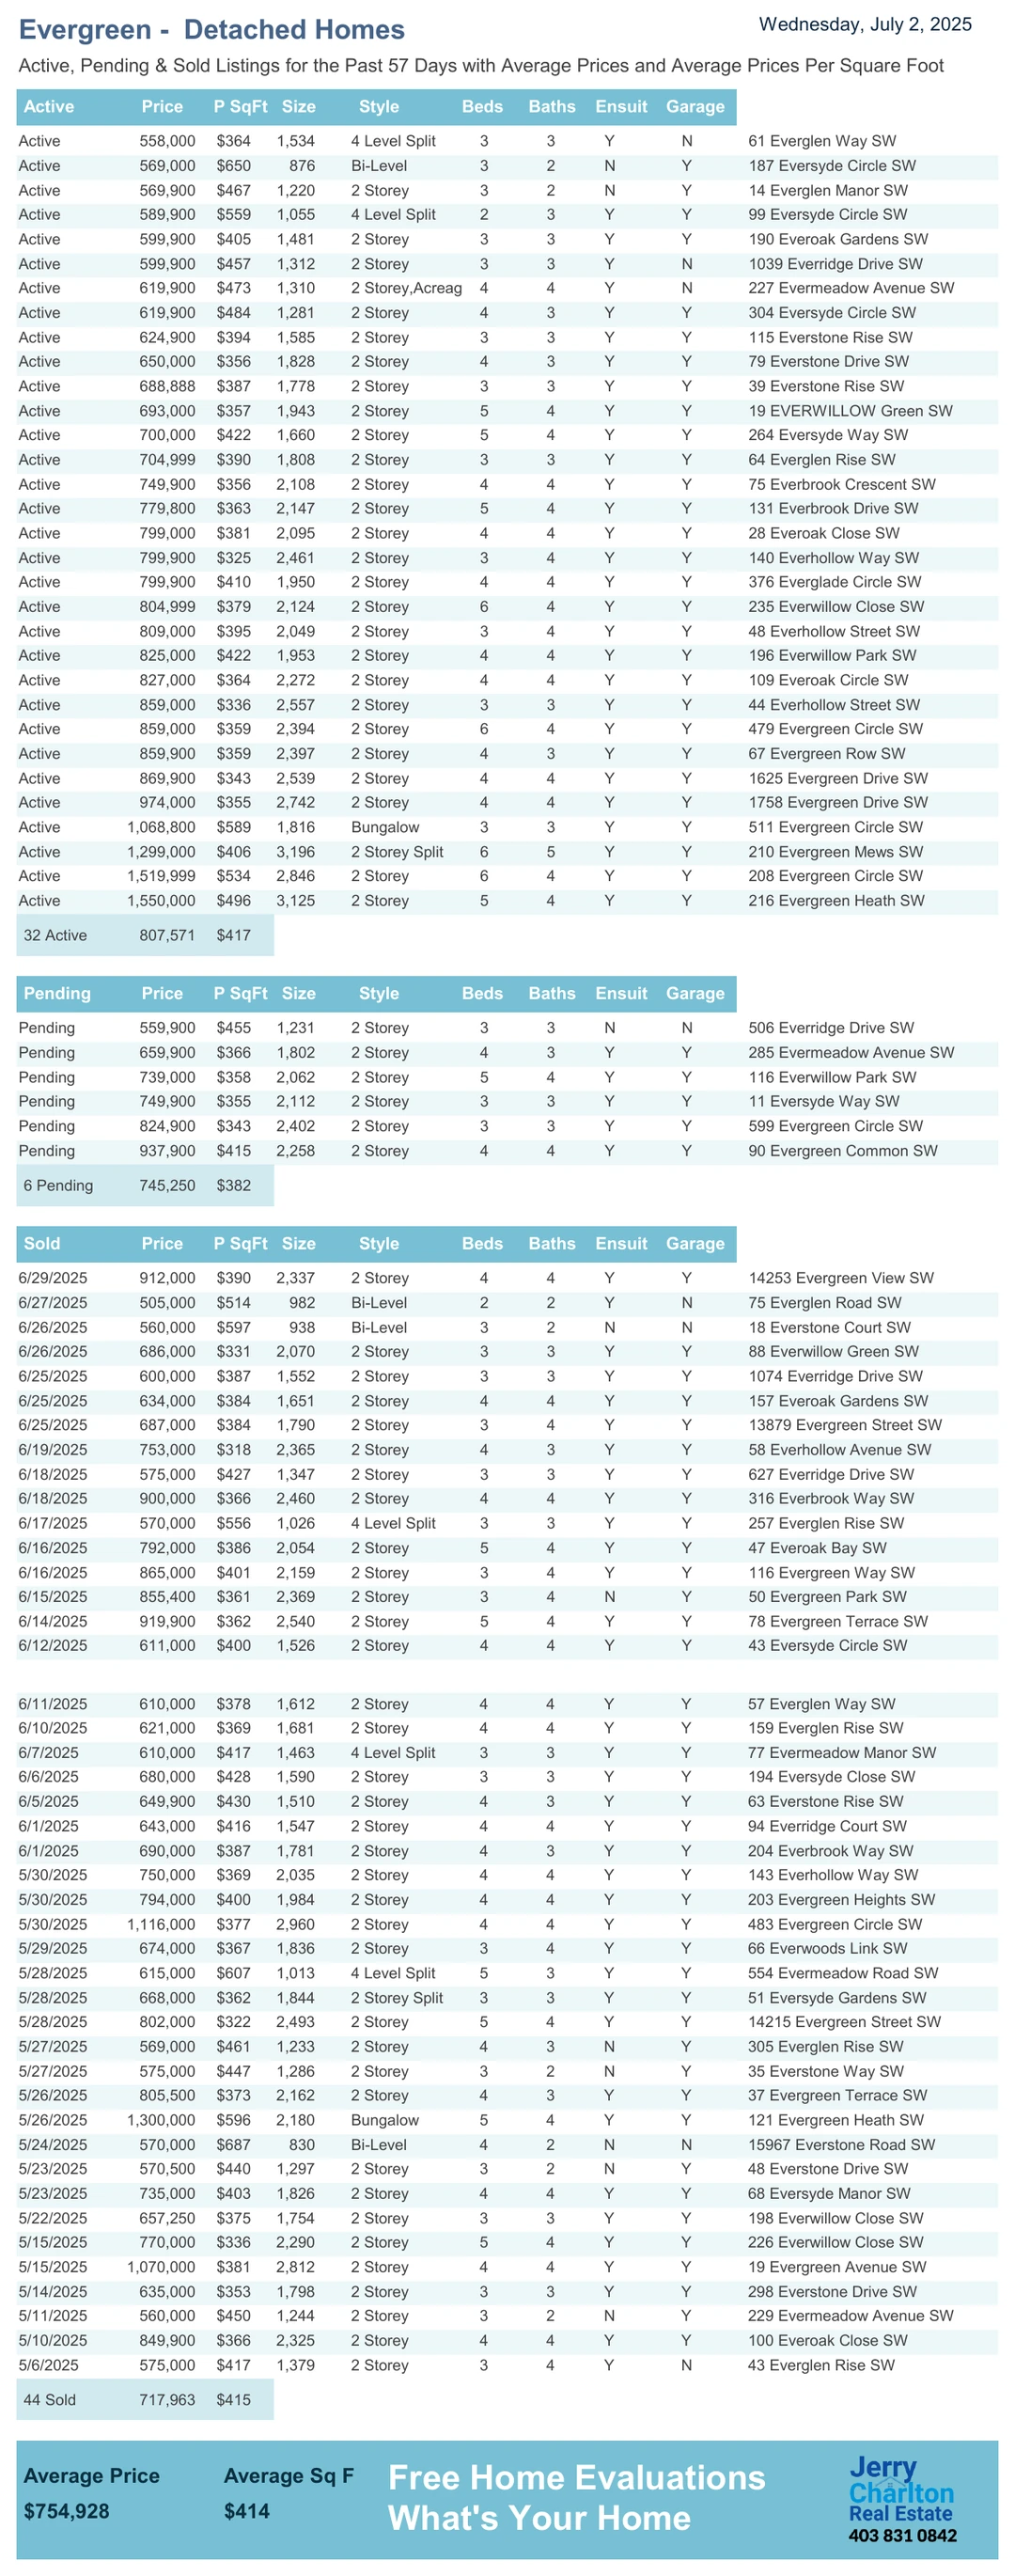 Evergreen - Detached Homes Wednesday, July 2, 2025
Active, Pending & Sold Listings for the Past 57 Days with Average Prices and Average Prices Per Square Foot
Active Price P SqFt Size Style Beds Baths Ensuit Garage
Active 558,000 $364 1,534 4 Level Split 3 3 Y N 61 Everglen Way SW
Active 569,000 $650 876 Bi-Level 3 2 N Y 187 Eversyde Circle SW
Active 569,900 $467 1,220 2 Storey 3 2 N Y 14 Everglen Manor SW
Active 589,900 $559 1,055 4 Level Split 2 3 Y Y 99 Eversyde Circle SW
Active 599,900 $405 1,481 2 Storey 3 3 Y Y 190 Everoak Gardens SW
Active 599,900 $457 1,312 2 Storey 3 3 Y N 1039 Everridge Drive SW
Active 619,900 $473 1,310 2 Storey,Acreag 4 4 Y N 227 Evermeadow Avenue SW
Active 619,900 $484 1,281 2 Storey 4 3 Y Y 304 Eversyde Circle SW
Active 624,900 $394 1,585 2 Storey 3 3 Y Y 115 Everstone Rise SW
Active 650,000 $356 1,828 2 Storey 4 3 Y Y 79 Everstone Drive SW
Active 688,888 $387 1,778 2 Storey 3 3 Y Y 39 Everstone Rise SW
Active 693,000 $357 1,943 2 Storey 5 4 Y Y 19 EVERWILLOW Green SW
Active 700,000 $422 1,660 2 Storey 5 4 Y Y 264 Eversyde Way SW
Active 704,999 $390 1,808 2 Storey 3 3 Y Y 64 Everglen Rise SW
Active 749,900 $356 2,108 2 Storey 4 4 Y Y 75 Everbrook Crescent SW
Active 779,800 $363 2,147 2 Storey 5 4 Y Y 131 Everbrook Drive SW
Active 799,000 $381 2,095 2 Storey 4 4 Y Y 28 Everoak Close SW
Active 799,900 $325 2,461 2 Storey 3 4 Y Y 140 Everhollow Way SW
Active 799,900 $410 1,950 2 Storey 4 4 Y Y 376 Everglade Circle SW
Active 804,999 $379 2,124 2 Storey 6 4 Y Y 235 Everwillow Close SW
Active 809,000 $395 2,049 2 Storey 3 4 Y Y 48 Everhollow Street SW
Active 825,000 $422 1,953 2 Storey 4 4 Y Y 196 Everwillow Park SW
Active 827,000 $364 2,272 2 Storey 4 4 Y Y 109 Everoak Circle SW
Active 859,000 $336 2,557 2 Storey 3 3 Y Y 44 Everhollow Street SW
Active 859,000 $359 2,394 2 Storey 6 4 Y Y 479 Evergreen Circle SW
Active 859,900 $359 2,397 2 Storey 4 3 Y Y 67 Evergreen Row SW
Active 869,900 $343 2,539 2 Storey 4 4 Y Y 1625 Evergreen Drive SW
Active 974,000 $355 2,742 2 Storey 4 4 Y Y 1758 Evergreen Drive SW
Active 1,068,800 $589 1,816 Bungalow 3 3 Y Y 511 Evergreen Circle SW
Active 1,299,000 $406 3,196 2 Storey Split 6 5 Y Y 210 Evergreen Mews SW
Active 1,519,999 $534 2,846 2 Storey 6 4 Y Y 208 Evergreen Circle SW
Active 1,550,000 $496 3,125 2 Storey 5 4 Y Y 216 Evergreen Heath SW
32 Active 807,571 $417
Pending Price P SqFt Size Style Beds Baths Ensuit Garage
Pending 559,900 $455 1,231 2 Storey 3 3 N N 506 Everridge Drive SW
Pending 659,900 $366 1,802 2 Storey 4 3 Y Y 285 Evermeadow Avenue SW
Pending 739,000 $358 2,062 2 Storey 5 4 Y Y 116 Everwillow Park SW
Pending 749,900 $355 2,112 2 Storey 3 3 Y Y 11 Eversyde Way SW
Pending 824,900 $343 2,402 2 Storey 3 3 Y Y 599 Evergreen Circle SW
Pending 937,900 $415 2,258 2 Storey 4 4 Y Y 90 Evergreen Common SW
6 Pending 745,250 $382
Sold Price P SqFt Size Style Beds Baths Ensuit Garage
6/29/2025 912,000 $390 2,337 2 Storey 4 4 Y Y 14253 Evergreen View SW
6/27/2025 505,000 $514 982 Bi-Level 2 2 Y N 75 Everglen Road SW
6/26/2025 560,000 $597 938 Bi-Level 3 2 N N 18 Everstone Court SW
6/26/2025 686,000 $331 2,070 2 Storey 3 3 Y Y 88 Everwillow Green SW
6/25/2025 600,000 $387 1,552 2 Storey 3 3 Y Y 1074 Everridge Drive SW
6/25/2025 634,000 $384 1,651 2 Storey 4 4 Y Y 157 Everoak Gardens SW
6/25/2025 687,000 $384 1,790 2 Storey 3 4 Y Y 13879 Evergreen Street SW
6/19/2025 753,000 $318 2,365 2 Storey 4 3 Y Y 58 Everhollow Avenue SW
6/18/2025 575,000 $427 1,347 2 Storey 3 3 Y Y 627 Everridge Drive SW
6/18/2025 900,000 $366 2,460 2 Storey 4 4 Y Y 316 Everbrook Way SW
6/17/2025 570,000 $556 1,026 4 Level Split 3 3 Y Y 257 Everglen Rise SW
6/16/2025 792,000 $386 2,054 2 Storey 5 4 Y Y 47 Everoak Bay SW
6/16/2025 865,000 $401 2,159 2 Storey 3 4 Y Y 116 Evergreen Way SW
6/15/2025 855,400 $361 2,369 2 Storey 3 4 N Y 50 Evergreen Park SW
6/14/2025 919,900 $362 2,540 2 Storey 5 4 Y Y 78 Evergreen Terrace SW
6/12/2025 611,000 $400 1,526 2 Storey 4 4 Y Y 43 Eversyde Circle SW
6/11/2025 610,000 $378 1,612 2 Storey 4 4 Y Y 57 Everglen Way SW
6/10/2025 621,000 $369 1,681 2 Storey 4 4 Y Y 159 Everglen Rise SW
6/7/2025 610,000 $417 1,463 4 Level Split 3 3 Y Y 77 Evermeadow Manor SW
6/6/2025 680,000 $428 1,590 2 Storey 3 3 Y Y 194 Eversyde Close SW
6/5/2025 649,900 $430 1,510 2 Storey 4 3 Y Y 63 Everstone Rise SW
6/1/2025 643,000 $416 1,547 2 Storey 4 4 Y Y 94 Everridge Court SW
6/1/2025 690,000 $387 1,781 2 Storey 4 3 Y Y 204 Everbrook Way SW
5/30/2025 750,000 $369 2,035 2 Storey 4 4 Y Y 143 Everhollow Way SW
5/30/2025 794,000 $400 1,984 2 Storey 4 4 Y Y 203 Evergreen Heights SW
5/30/2025 1,116,000 $377 2,960 2 Storey 4 4 Y Y 483 Evergreen Circle SW
5/29/2025 674,000 $367 1,836 2 Storey 3 4 Y Y 66 Everwoods Link SW
5/28/2025 615,000 $607 1,013 4 Level Split 5 3 Y Y 554 Evermeadow Road SW
5/28/2025 668,000 $362 1,844 2 Storey Split 3 3 Y Y 51 Eversyde Gardens SW
5/28/2025 802,000 $322 2,493 2 Storey 5 4 Y Y 14215 Evergreen Street SW
5/27/2025 569,000 $461 1,233 2 Storey 4 3 N Y 305 Everglen Rise SW
5/27/2025 575,000 $447 1,286 2 Storey 3 2 N Y 35 Everstone Way SW
5/26/2025 805,500 $373 2,162 2 Storey 4 3 Y Y 37 Evergreen Terrace SW
5/26/2025 1,300,000 $596 2,180 Bungalow 5 4 Y Y 121 Evergreen Heath SW
5/24/2025 570,000 $687 830 Bi-Level 4 2 N N 15967 Everstone Road SW
5/23/2025 570,500 $440 1,297 2 Storey 3 2 N Y 48 Everstone Drive SW
5/23/2025 735,000 $403 1,826 2 Storey 4 4 Y Y 68 Eversyde Manor SW
5/22/2025 657,250 $375 1,754 2 Storey 3 3 Y Y 198 Everwillow Close SW
5/15/2025 770,000 $336 2,290 2 Storey 5 4 Y Y 226 Everwillow Close SW
5/15/2025 1,070,000 $381 2,812 2 Storey 4 4 Y Y 19 Evergreen Avenue SW
5/14/2025 635,000 $353 1,798 2 Storey 3 3 Y Y 298 Everstone Drive SW
5/11/2025 560,000 $450 1,244 2 Storey 3 2 N Y 229 Evermeadow Avenue SW
5/10/2025 849,900 $366 2,325 2 Storey 4 4 Y Y 100 Everoak Close SW
5/6/2025 575,000 $417 1,379 2 Storey 3 4 Y N 43 Everglen Rise SW
44 Sold 717,963 $415
Average Price Average Sq F
$754,928 $414
Free Home Evaluations
What's Your Home
Jerry
Charlton
Real Estate
403 831 0842